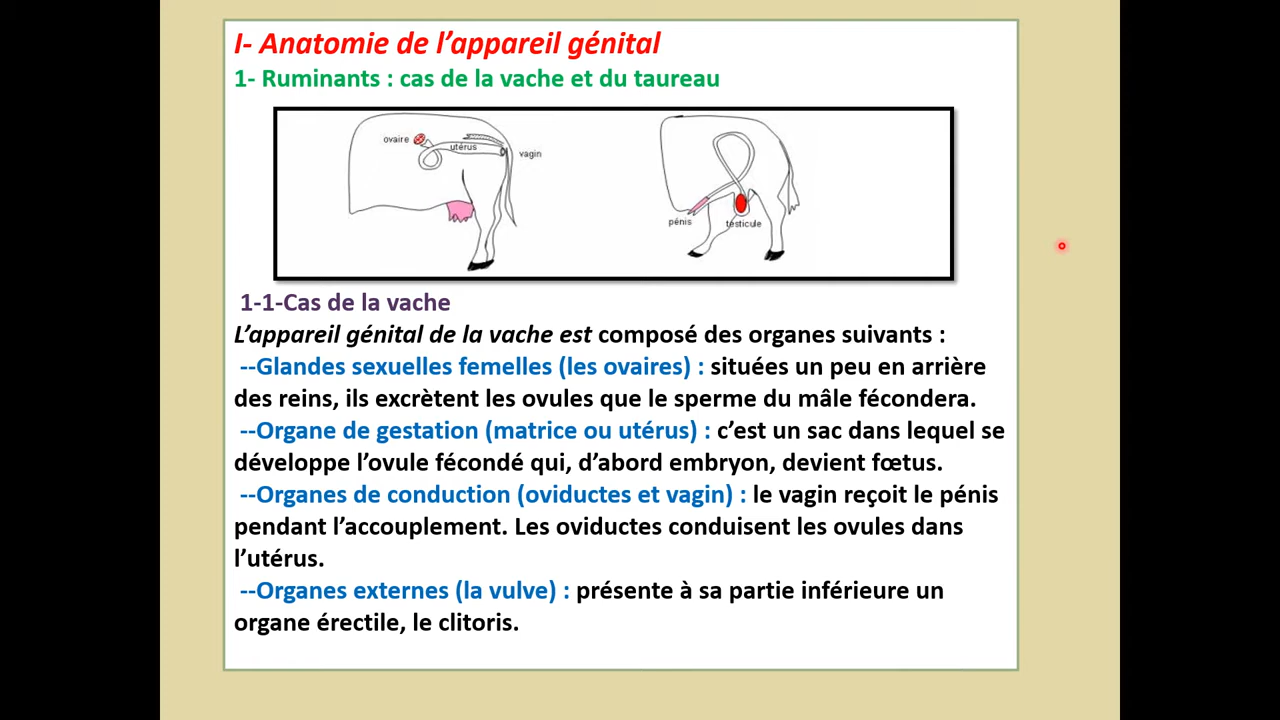 I- Anatomie de l’appareil génital
1- Ruminants : cas de la vache et du taureau
ovaire
utérus
vagin
pénis
testicule
1-1-Cas de la vache
L’appareil génital de la vache est composé des organes suivants :
--Glandes sexuelles femelles (les ovaires) : situées un peu en arrière
des reins, ils excrètent les ovules que le sperme du mâle fécondera.
--Organe de gestation (matrice ou utérus) : c’est un sac dans lequel se
développe l’ovule fécondé qui, d’abord embryon, devient fœtus.
--Organes de conduction (oviductes et vagin) : le vagin reçoit le pénis
pendant l’accouplement. Les oviductes conduisent les ovules dans
l’utérus.
--Organes externes (la vulve) : présente à sa partie inférieure un
organe érectile, le clitoris.